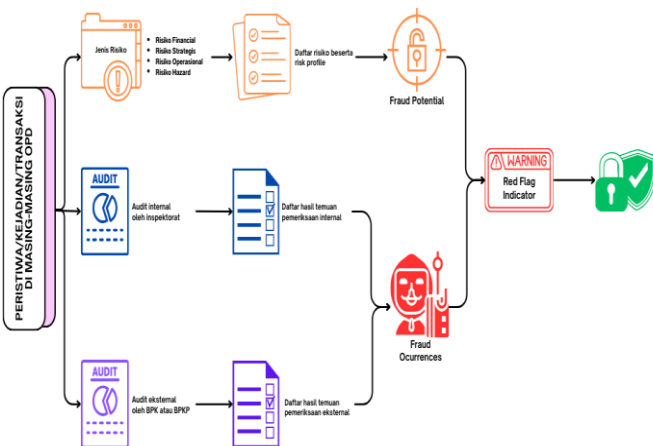 PERISTIWA/KEJADIAN/TRANSAKSI
DI MASING-MASING OPD
Jenis Risiko
• Risiko Financial
• Risiko Strategis
• Risiko Operasional
• Risiko Hazard
Daftar risiko beserta
risk profile
Fraud Potential
AUDIT
Audit internal
oleh inspektorat
Daftar hasil temuan
pemeriksaan internal
WARNING
Red Flag
Indicator
Fraud
Ocurrences
AUDIT
Audit eksternal
oleh BPK atau BPKP
Daftar hasil temuan
pemeriksaan eksternal